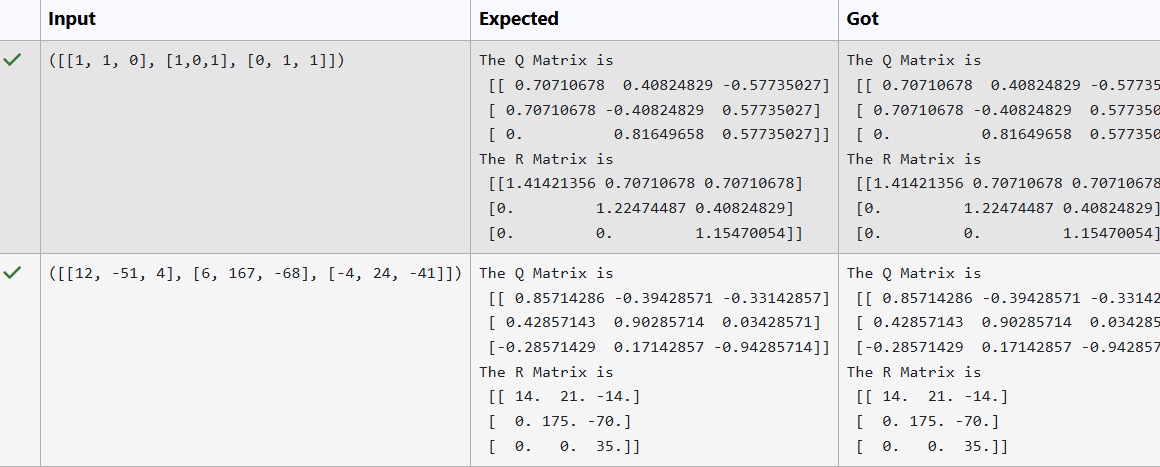 Input Expected Got
([[1, 1, 0], [1,0,1], [0, 1, 1]])
The Q Matrix is
[[ 0.70710678  0.40824829 -0.57735027]
[ 0.70710678 -0.40824829  0.57735027]
[ 0.          0.81649658  0.57735027]]
The R Matrix is
[[1.41421356 0.70710678 0.70710678]
[0.         1.22474487 0.40824829]
[0.         0.         1.15470054]]
The Q Matrix is
[[ 0.70710678  0.40824829 -0.57735
[ 0.70710678 -0.40824829  0.57735
[ 0.          0.81649658  0.57735
The R Matrix is
[[1.41421356 0.70710678 0.70710678
[0.         1.22474487 0.40824829]
[0.         0.         1.15470054]
([[12, -51, 4], [6, 167, -68], [-4, 24, -41]])
The Q Matrix is
[[ 0.85714286 -0.39428571 -0.33142857]
[ 0.42857143  0.90285714  0.03428571]
[-0.28571429  0.17142857 -0.94285714]]
The R Matrix is
[[ 14.  21. -14.]
[  0. 175. -70.]
[  0.   0.  35.]]
The Q Matrix is
[[ 0.85714286 -0.39428571 -0.33142
[ 0.42857143  0.90285714  0.03428
[-0.28571429  0.17142857 -0.94285
The R Matrix is
[[ 14.  21. -14.]
[  0. 175. -70.]
[  0.   0.  35.]]